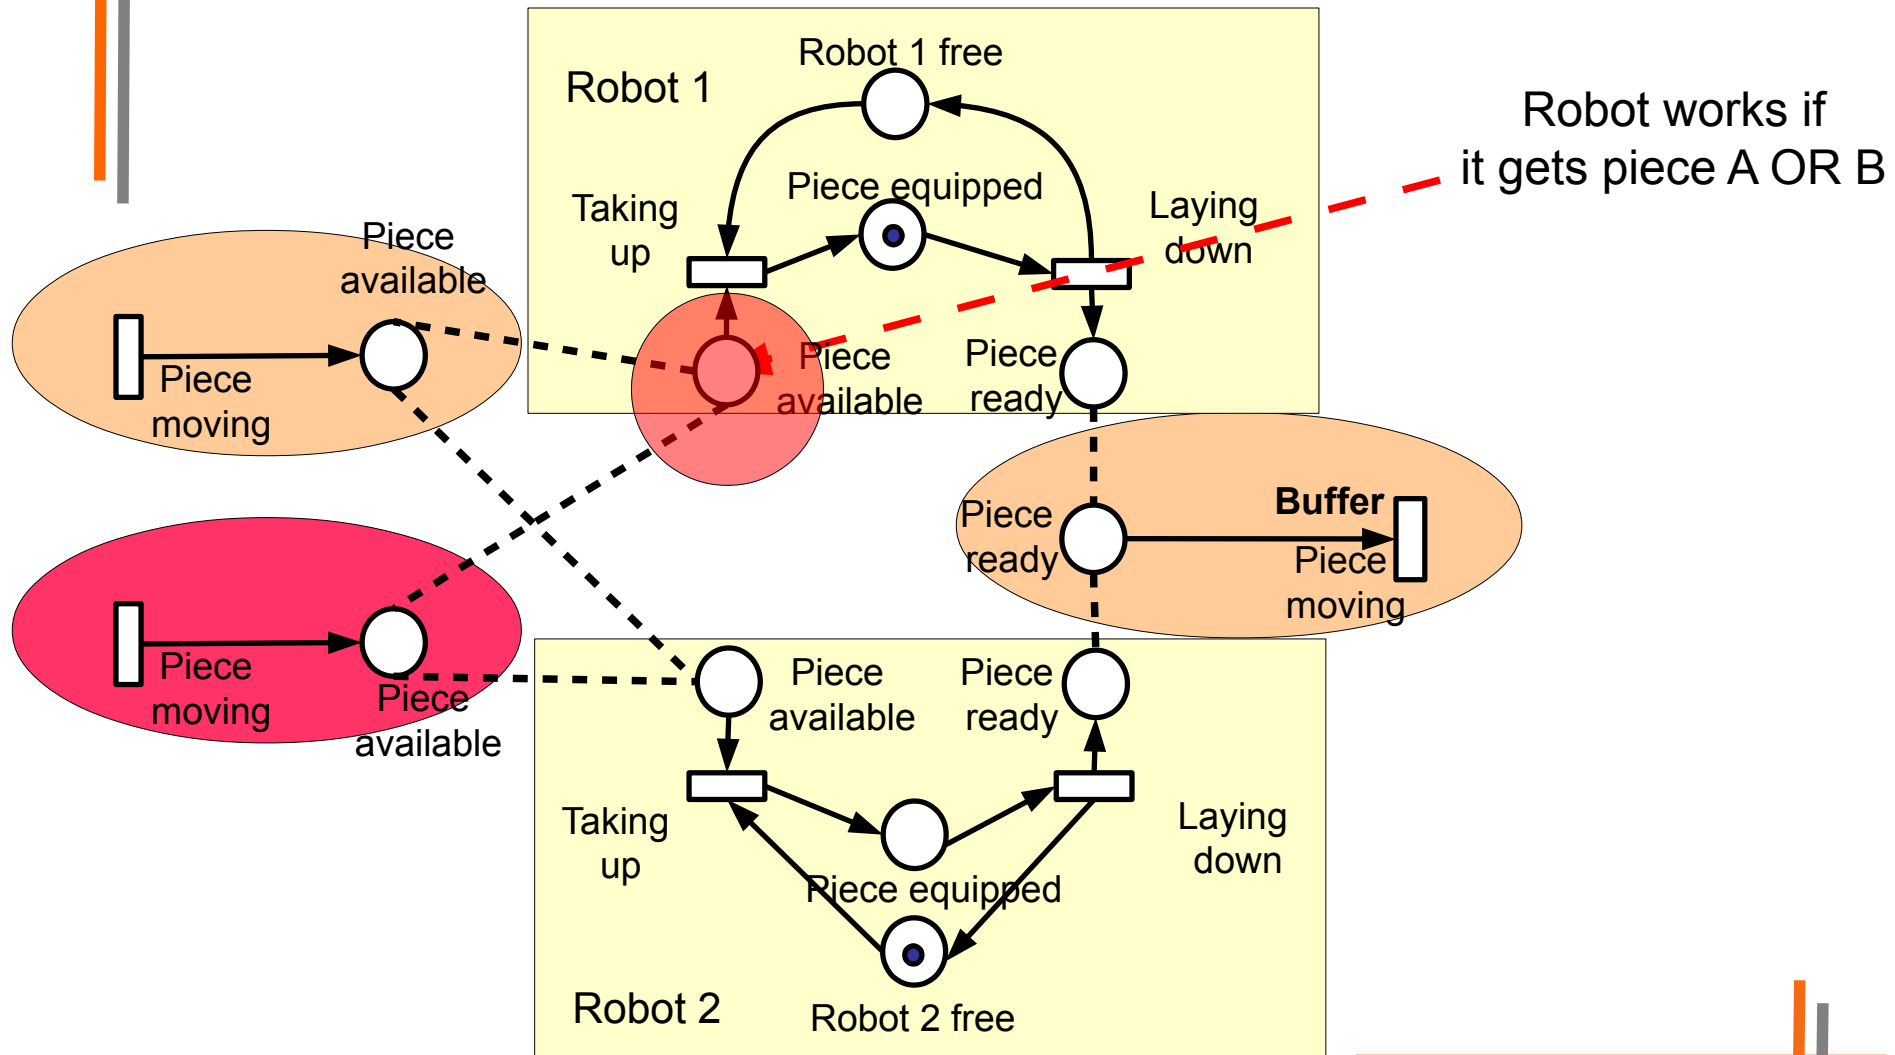 Robot 1 free
Robot 1
Robot works if
it gets piece A OR B
Piece equipped
Taking
up
Laying
down
Piece
available
Piece
moving
Piece
available
Piece
ready
Buffer
Piece
ready
Piece
moving
Piece
moving
Piece
available
Piece
available
Piece
ready
Taking
up
Laying
down
Piece equipped
Robot 2
Robot 2 free